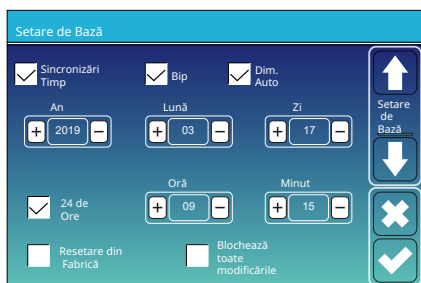 Setare de Bază
Sincronizări
Timp
Bip
Dim.
Auto
An
Lună
Zi
+ 2019 −
+ 03 −
+ 17 −
Setare
de
Bază
24 de
Ore
Oră
Minut
+ 09 −
+ 15 −
Resetare din
Fabrică
Blochează
toate
modificările